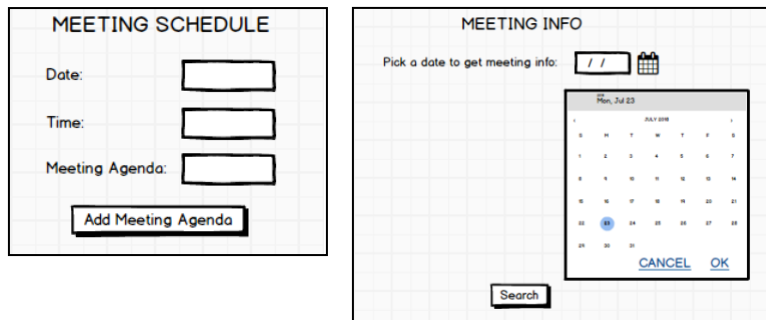 MEETING SCHEDULE
Date:
Time:
Meeting Agenda:
Add Meeting Agenda
MEETING INFO
Pick a date to get meeting info:
/ /
Mon, Jul 23
JULY 2018
S M T W T F S
1 2 3 4 5 6 7
8 9 10 11 12 13 14
15 16 17 18 19 20 21
22 23 24 25 26 27 28
29 30 31
CANCEL OK
Search